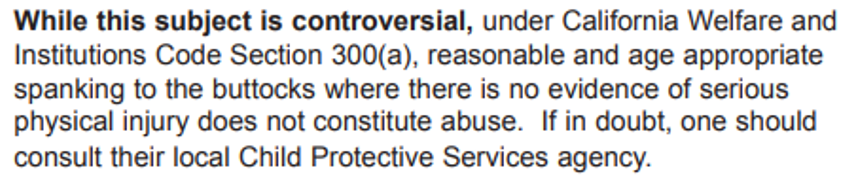 While this subject is controversial, under California Welfare and
Institutions Code Section 300(a), reasonable and age appropriate
spanking to the buttocks where there is no evidence of serious
physical injury does not constitute abuse.  If in doubt, one should
consult their local Child Protective Services agency.